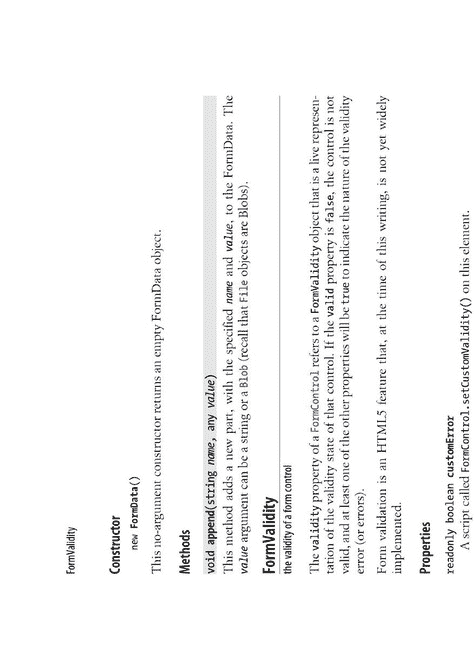 FormValidity
Constructor
new FormData()
This no-argument constructor returns an empty FormData object.
Methods
void append(string name, any value)
This method adds a new part, with the specified name and value, to the FormData. The
value argument can be a string or a Blob (recall that File objects are Blobs).
FormValidity
the validity of a form control
The validity property of a FormControl refers to a FormValidity object that is a live represen-
tation of the validity state of that control. If the valid property is false, the control is not
valid, and at least one of the other properties will be true to indicate the nature of the validity
error (or errors).
Form validation is an HTML5 feature that, at the time of this writing, is not yet widely
implemented.
Properties
readonly boolean customError
A script called FormControl.setCustomValidity() on this element.